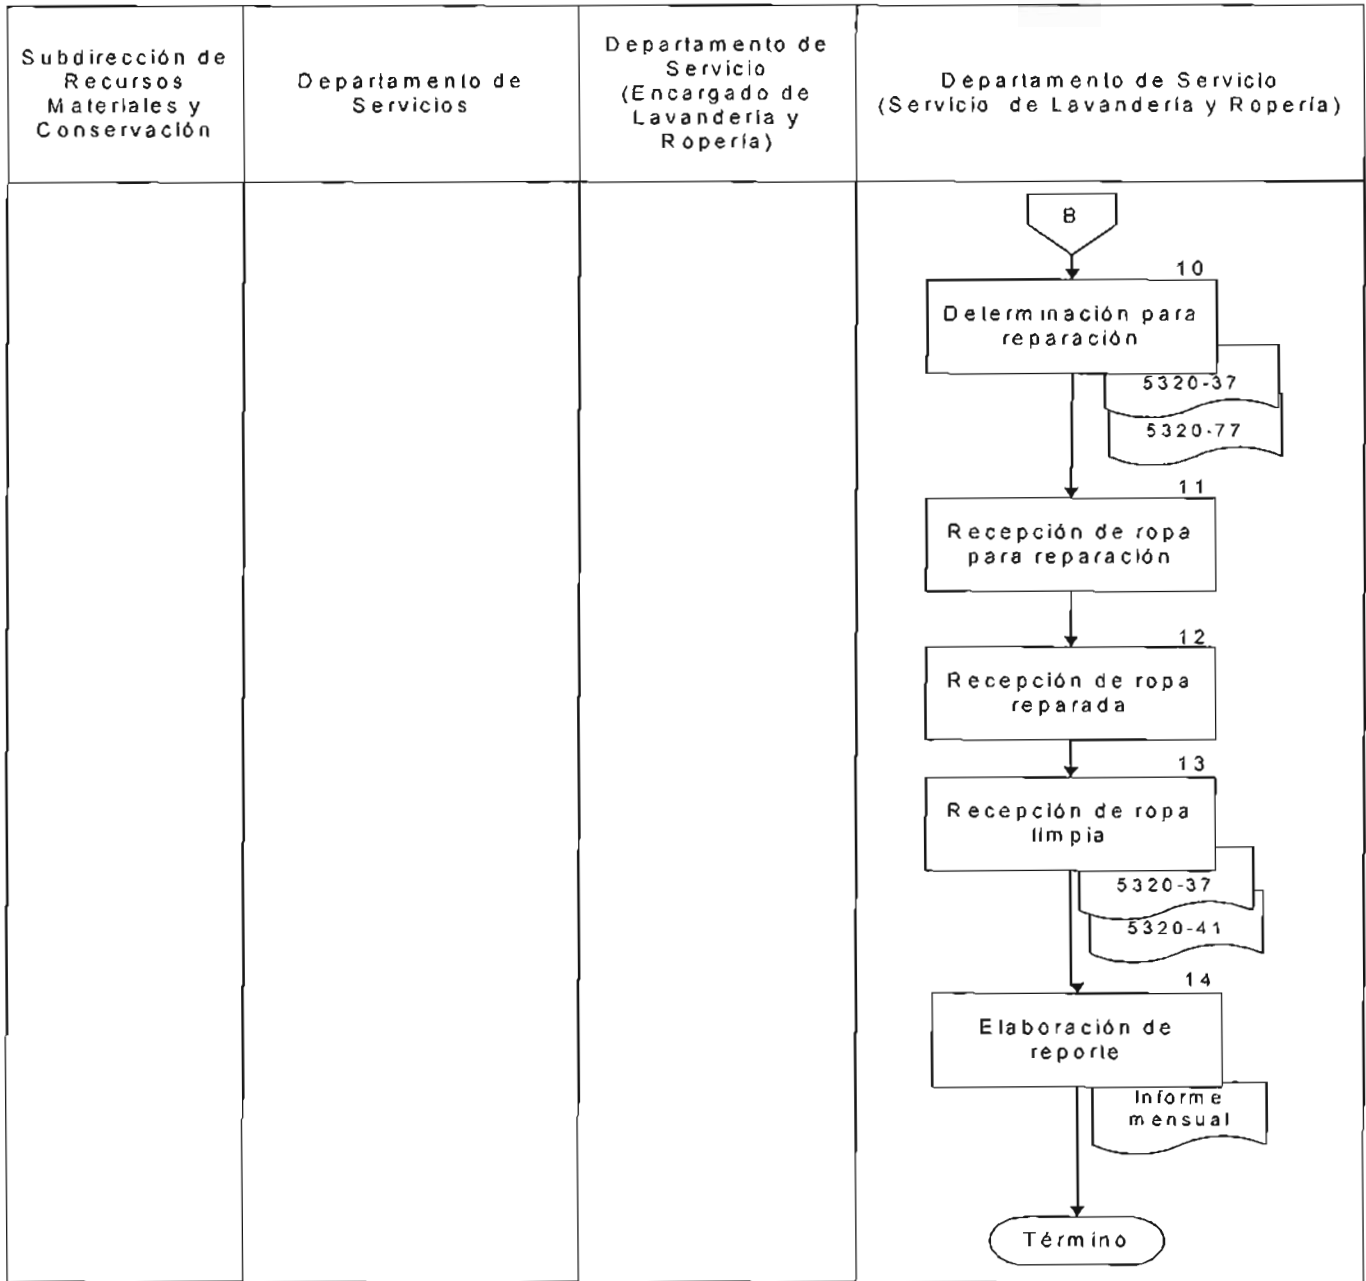 Subdirección de
Recursos
Materiales y
Conservación
Departamento de
Servicios
Departamento de
Servicio
(Encargado de
Lavandería y
Ropería)
Departamento de Servicio
(Servicio de Lavandería y Ropería)
B
10
Determinación para
reparación
5320-37
5320-77
11
Recepción de ropa
para reparación
12
Recepción de ropa
reparada
13
Recepción de ropa
limpia
5320-37
5320-41
14
Elaboración de
reporte
Informe
mensual
Término